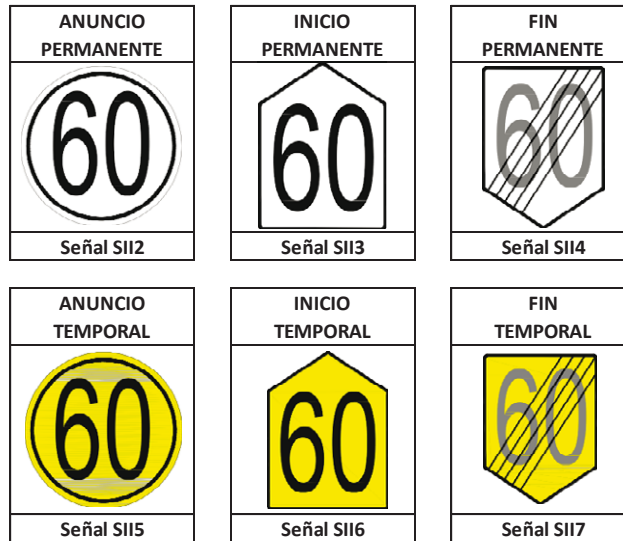 ANUNCIO
PERMANENTE
60
Señal SII2
INICIO
PERMANENTE
60
Señal SII3
FIN
PERMANENTE
60
Señal SII4
ANUNCIO
TEMPORAL
60
Señal SII5
INICIO
TEMPORAL
60
Señal SII6
FIN
TEMPORAL
60
Señal SII7